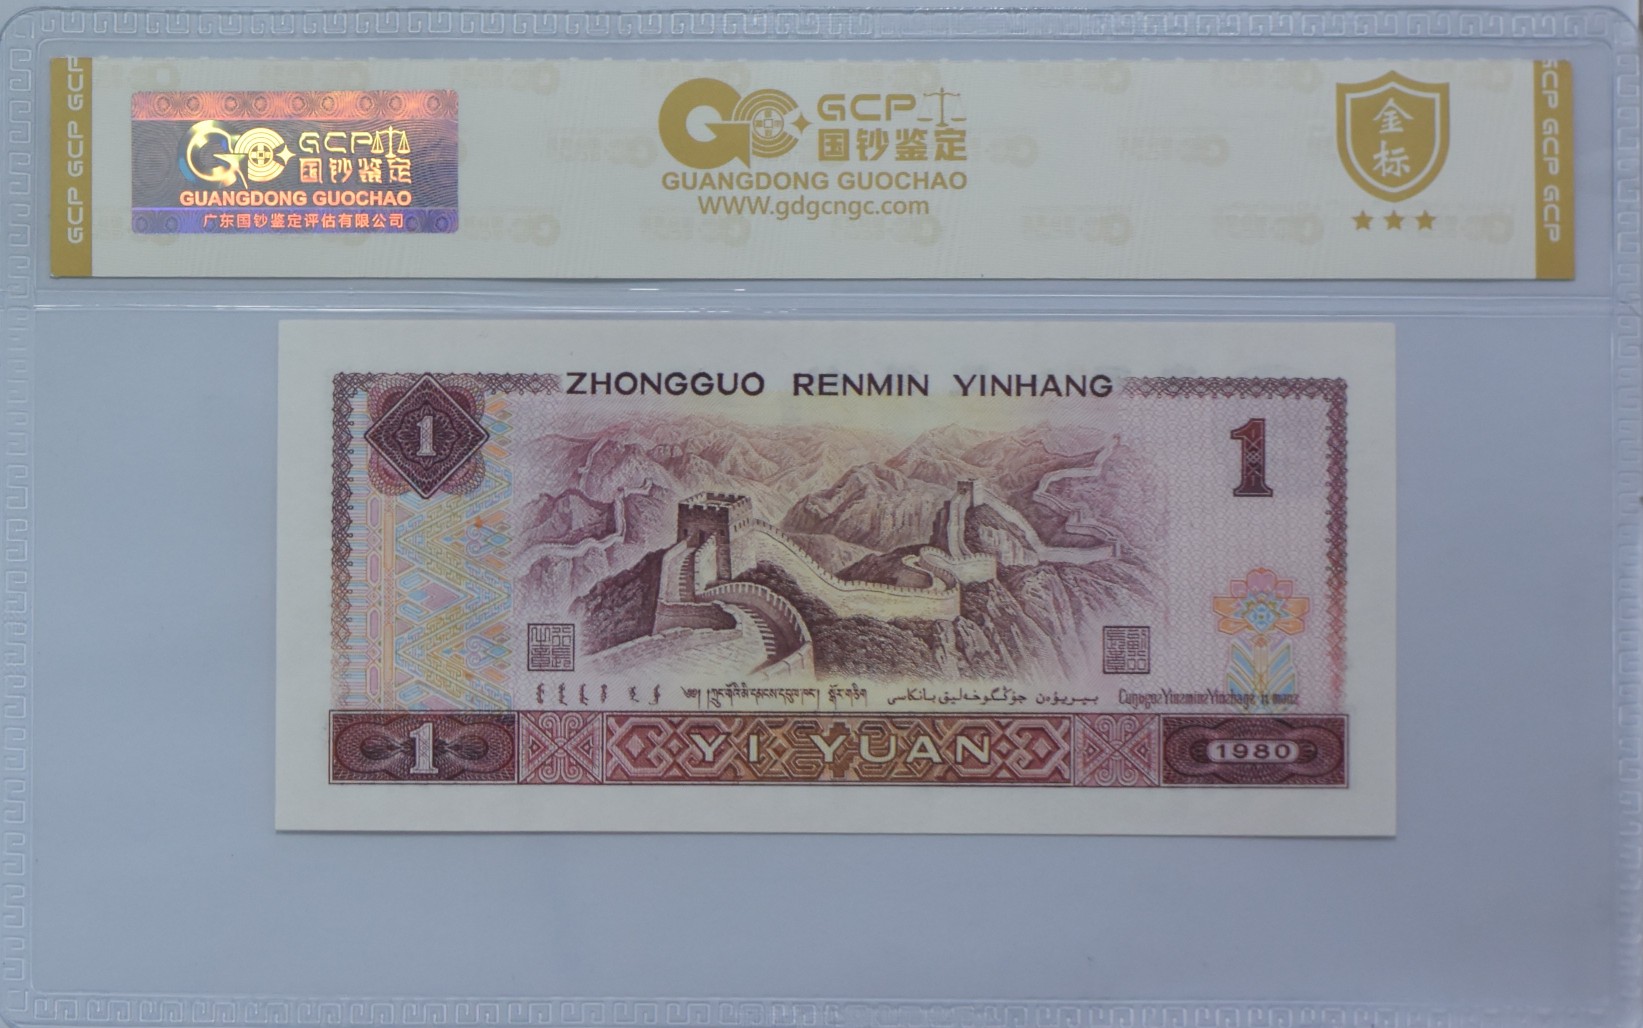 GCP GCP GCP
GCP
国钞鉴定
GUANGDONG GUOCHAO
广东国钞鉴定评估有限公司
GCP
国钞鉴定
GUANGDONG GUOCHAO
WWW.gdgcngc.com
金标
GCP GCP GCP
ZHONGGUO RENMIN YINHANG
1
1
1
YI YUAN
1980